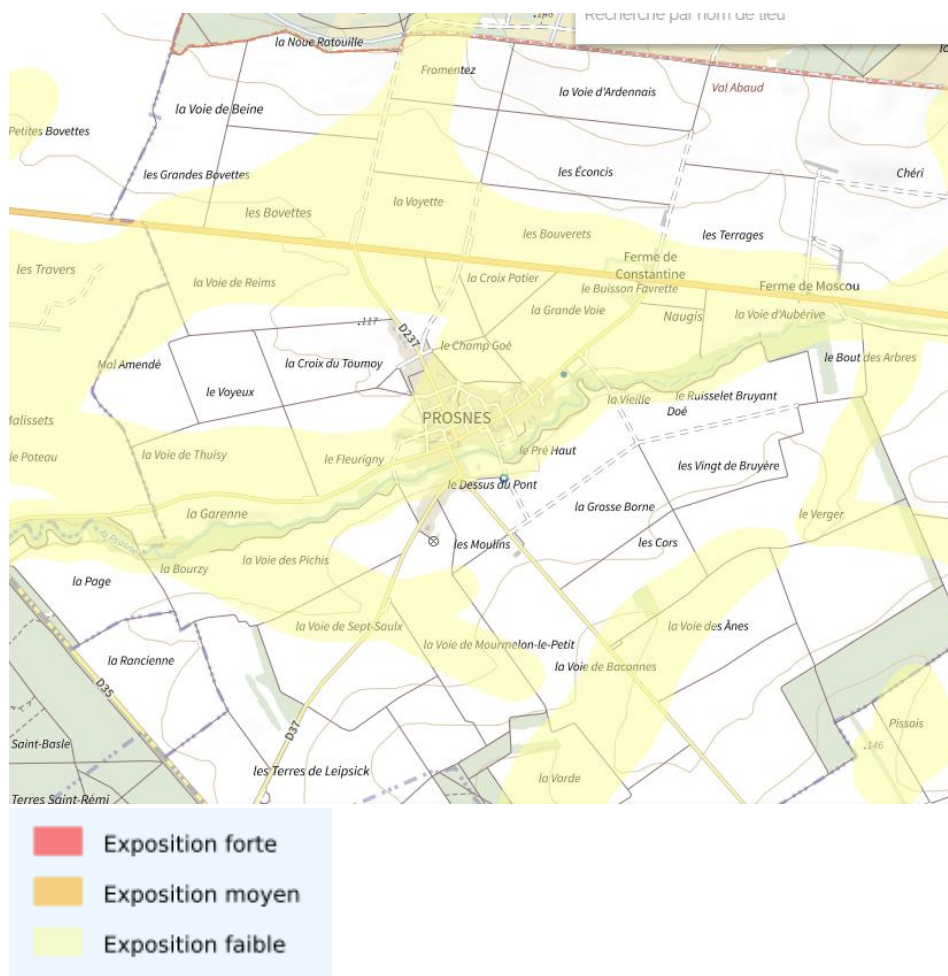 .146
Recherche par nom de lieu
la Noue Ratouille
Fromentez
la Voie d'Ardennais
Val Abaud
la Voie de Beine
Petites Bovettes
les Grandes Bovettes
les Éconcis
Chéri
la Voyette
les Bovettes
les Bouverets
les Terrages
Ferme de
Constantine
les Travers
la Voie de Reims
la Croix Potier
le Buisson Favrette
Ferme de Moscou
la Grande Voie
Naugis
la Voie d'Aubérive
.117
D237
le Champ Goé
Mal Amendé
la Croix du Tournoy
le Bout des Arbres
le Voyeux
PROSNES
la Vieille
le Ruisselet Bruyant
Doé
Malissets
le Poteau
la Voie de Thuisy
le Fleurigny
le Pré Haut
les Vingt de Bruyère
le Dessus du Pont
la Garenne
la Grosse Borne
le Verger
la Prosnes
les Moulins
les Cors
la Bourzy
la Voie des Pichis
la Page
la Voie de Sept-Saulx
la Voie des Ânes
la Voie de Mourmelon-le-Petit
la Rancienne
la Voie de Baconnes
D35
D37
Pissois
.146
Saint-Basle
les Terres de Leipsick
la Varde
Terres Saint-Rémi
Exposition forte
Exposition moyen
Exposition faible